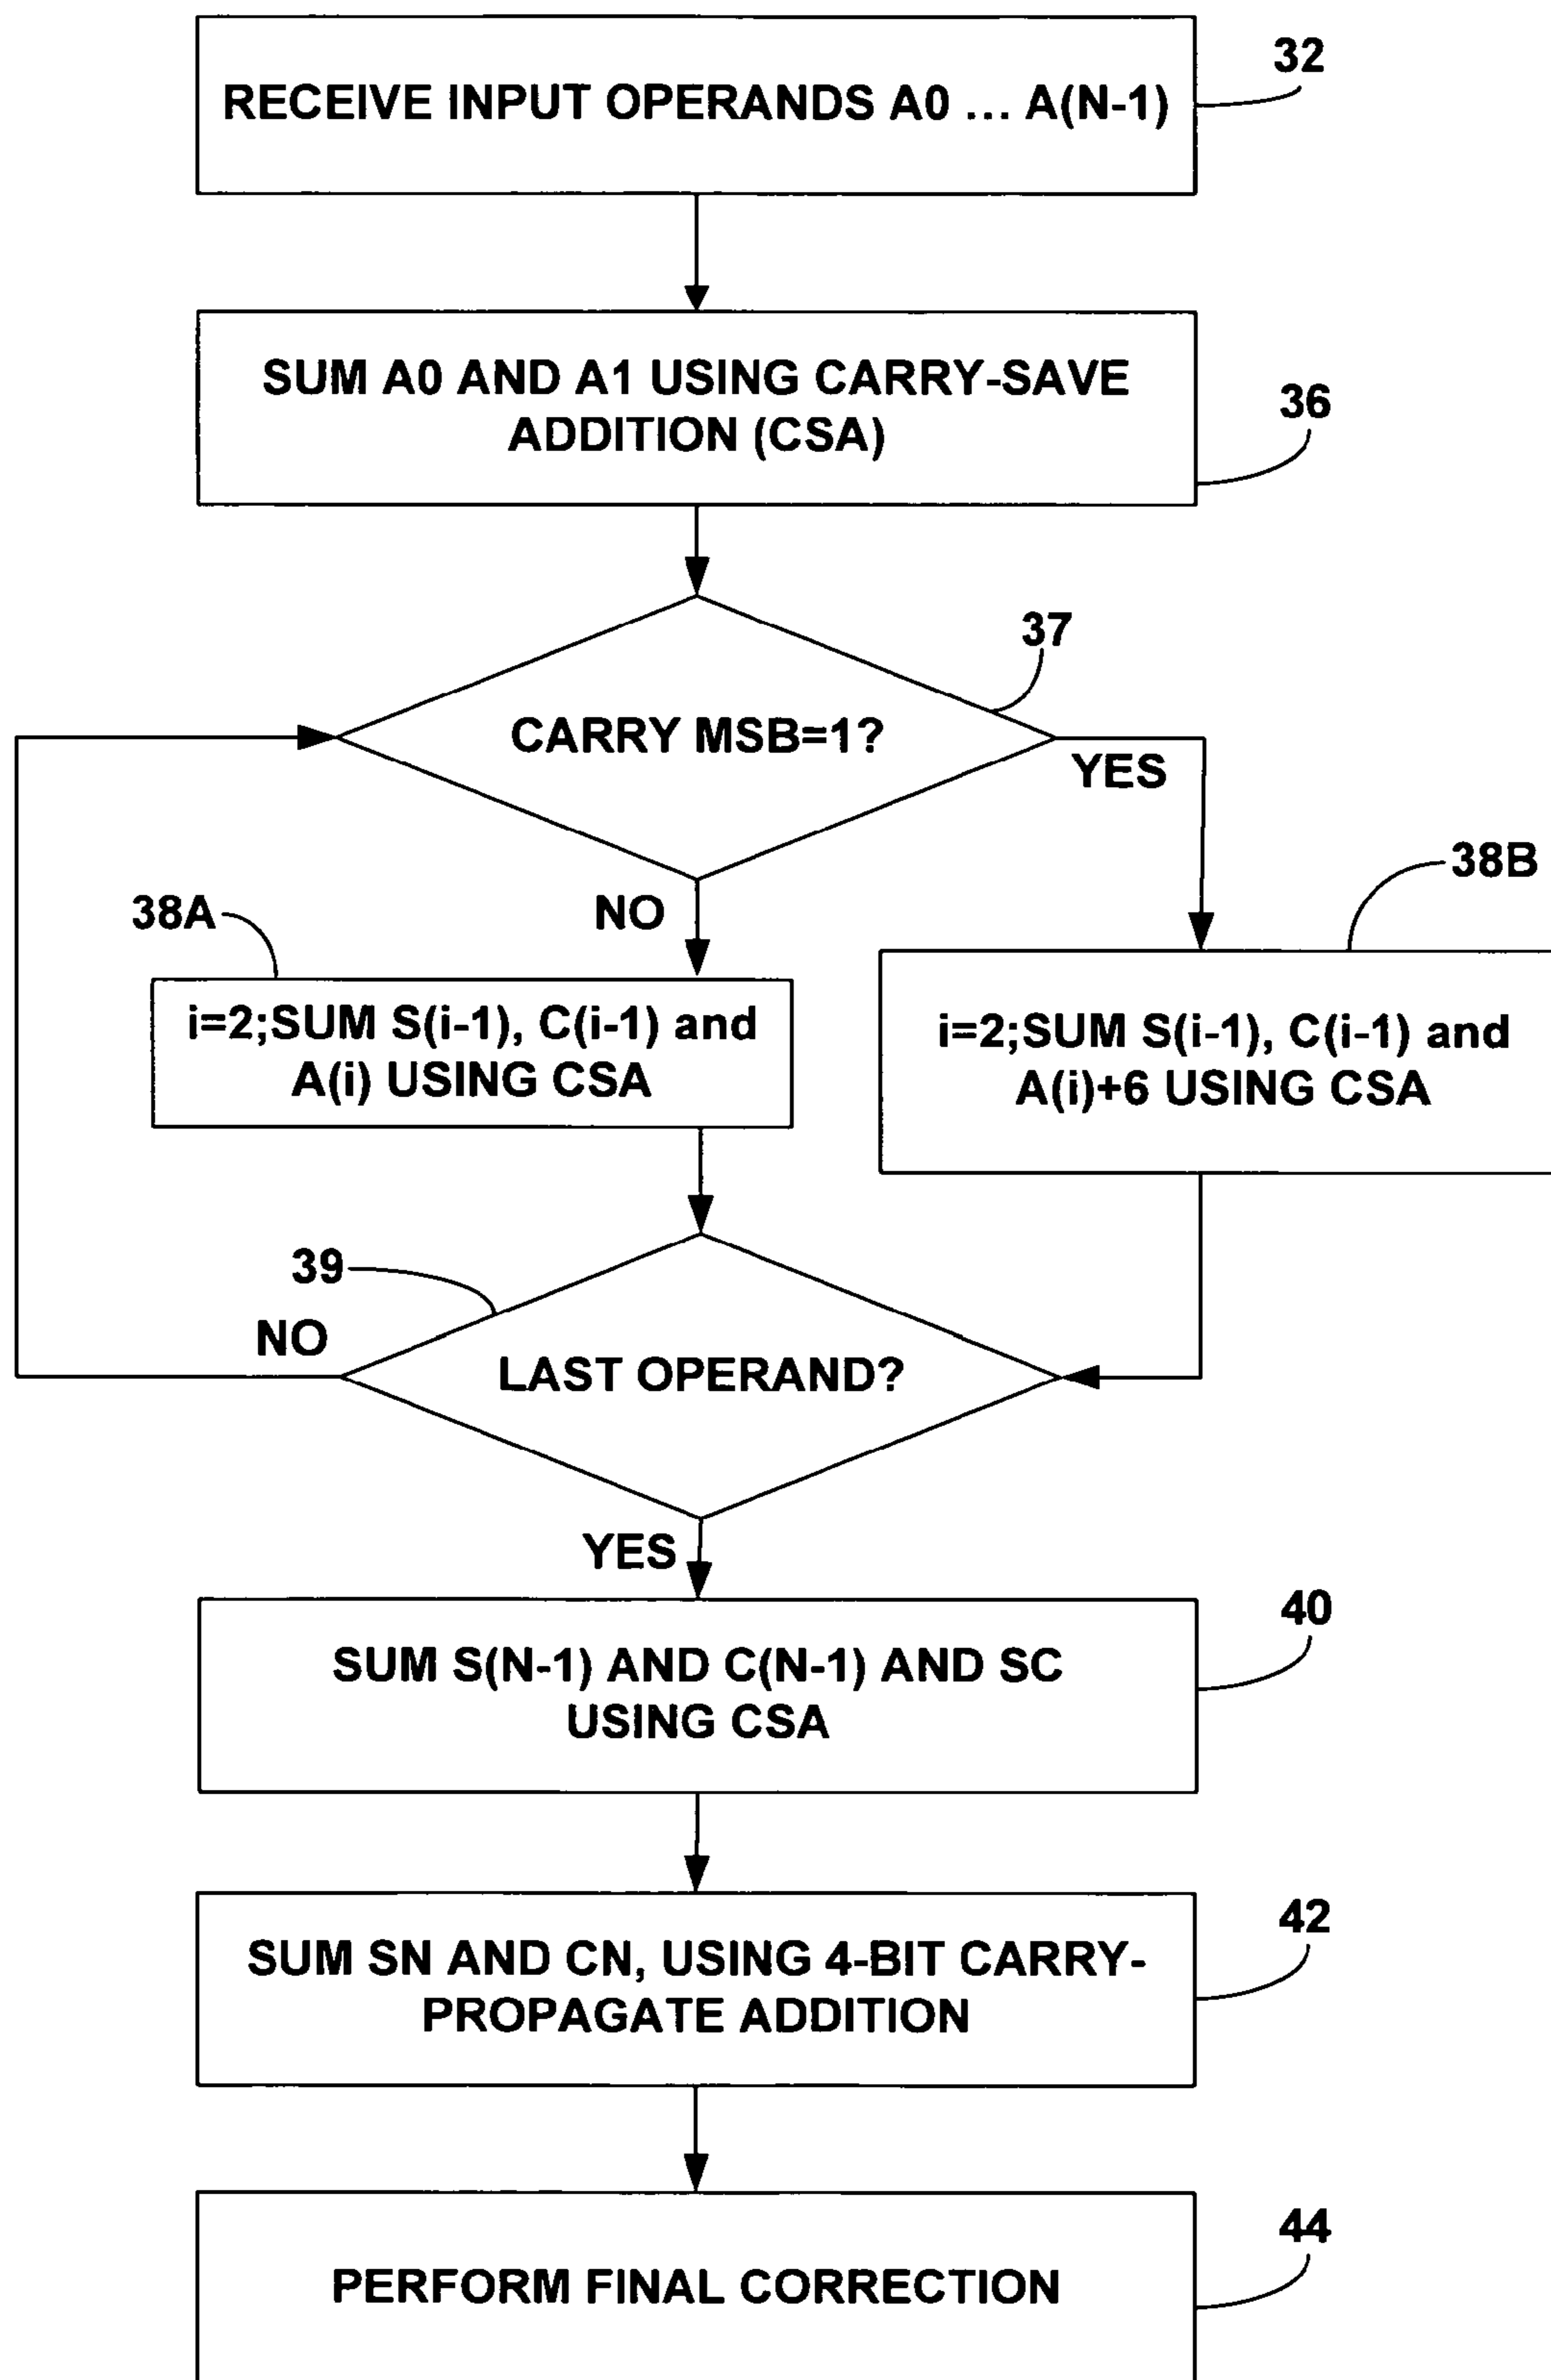 RECEIVE INPUT OPERANDS A0 ... A(N-1)
32
SUM A0 AND A1 USING CARRY-SAVE
ADDITION (CSA)
36
37
CARRY MSB=1?
YES
NO
38A
38B
i=2;SUM S(i-1), C(i-1) and
A(i) USING CSA
i=2;SUM S(i-1), C(i-1) and
A(i)+6 USING CSA
39
NO
LAST OPERAND?
YES
40
SUM S(N-1) AND C(N-1) AND SC
USING CSA
42
SUM SN AND CN, USING 4-BIT CARRY-
PROPAGATE ADDITION
44
PERFORM FINAL CORRECTION